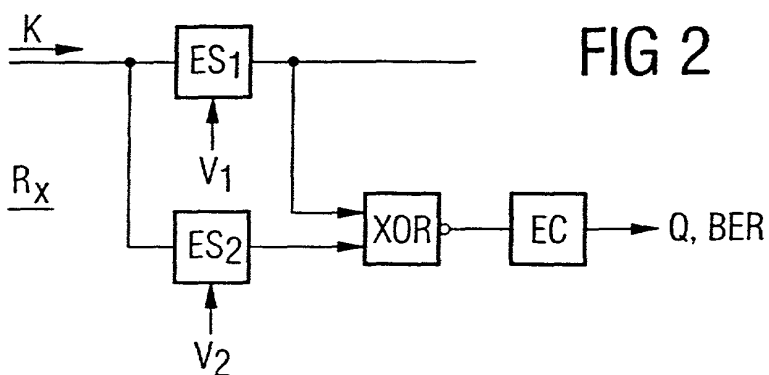 FIG 2
K
ES1
V1
RX
ES2
V2
XOR
EC
Q, BER